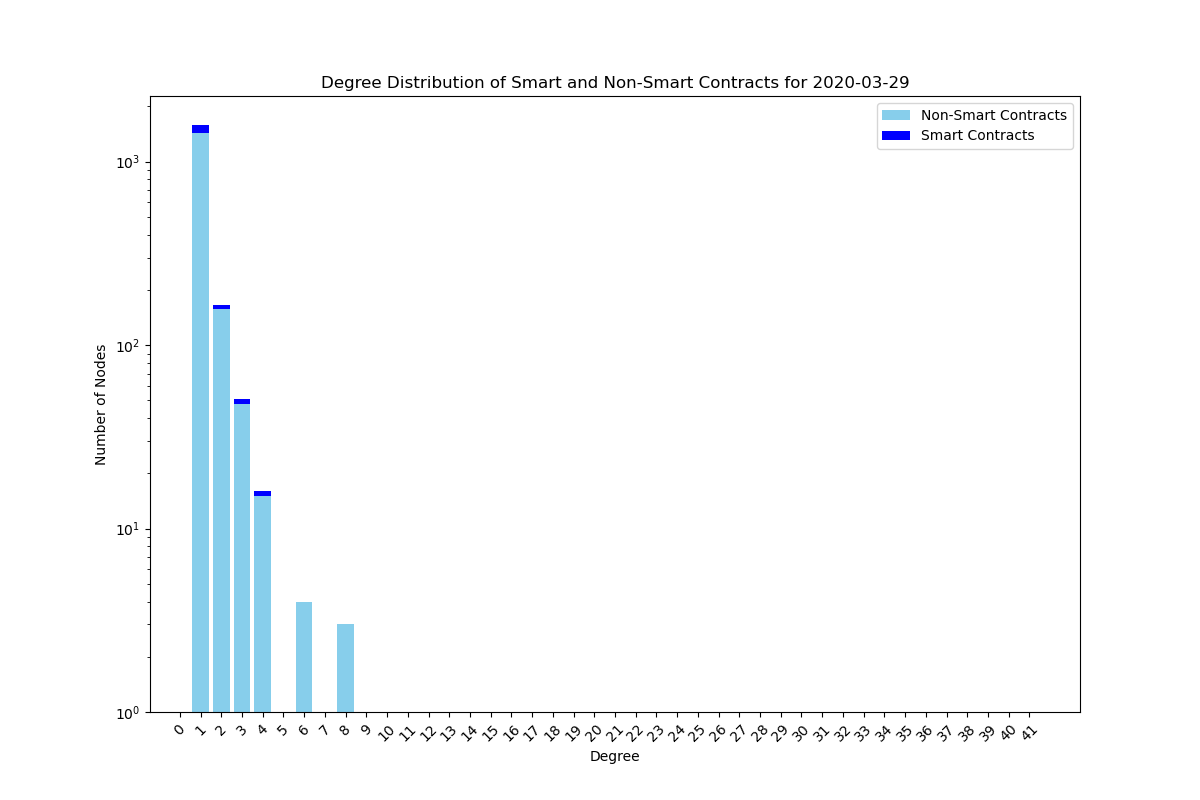 Degree Distribution of Smart and Non-Smart Contracts for 2020-03-29
Non-Smart Contracts
Smart Contracts
10³
10²
10¹
10⁰
Number of Nodes
0 1 2 3 4 5 6 7 8 9 10 11 12 13 14 15 16 17 18 19 20 21 22 23 24 25 26 27 28 29 30 31 32 33 34 35 36 37 38 39 40 41
Degree